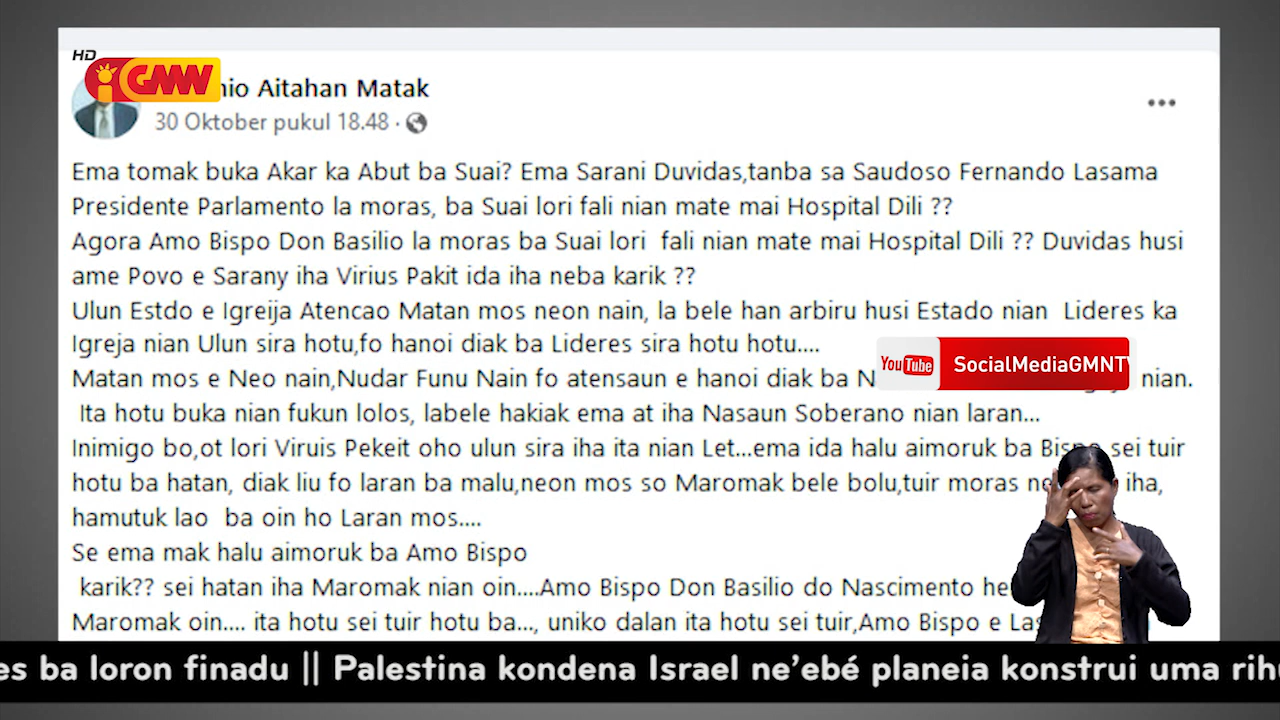 HD
GMN
nio Aitahan Matak
30 Oktober pukul 18.48 ·
Ema tomak buka Akar ka Abut ba Suai? Ema Sarani Duvidas,tanba sa Saudoso Fernando Lasama
Presidente Parlamento la moras, ba Suai lori fali nian mate mai Hospital Dili ??
Agora Amo Bispo Don Basilio la moras ba Suai lori fali nian mate mai Hospital Dili ?? Duvidas husi
ame Povo e Sarany iha Virius Pakit ida iha neba karik ??
Ulun Estdo e Igreija Atencao Matan mos neon nain, la bele han arbiru husi Estado nian Lideres ka
Igreja nian Ulun sira hotu,fo hanoi diak ba Lideres sira hotu hotu....
YouTube SocialMediaGMNTV
Matan mos e Neo nain,Nudar Funu Nain fo atensaun e hanoi diak ba nian.
Ita hotu buka nian fukun lolos, labele hakiak ema at iha Nasaun Soberano nian laran...
Inimigo bo,ot lori Viruis Pekeit oho ulun sira iha ita nian Let...ema ida halu aimoruk ba Bispo sei tuir
hotu ba hatan, diak liu fo laran ba malu,neon mos so Maromak bele bolu,tuir moras iha,
hamutuk lao ba oin ho Laran mos....
Se ema mak halu aimoruk ba Amo Bispo
karik?? sei hatan iha Maromak nian oin....Amo Bispo Don Basilio do Nascimento
Maromak oin.... ita hotu sei tuir hotu ba..., uniko dalan ita hotu sei tuir,Amo Bispo e
es ba loron finadu || Palestina kondena Israel ne'ebé planeia konstrui uma